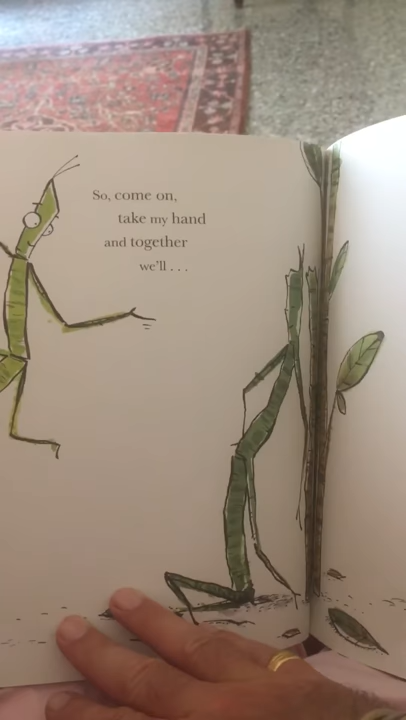 So, come on,
take my hand
and together
we'll . . .